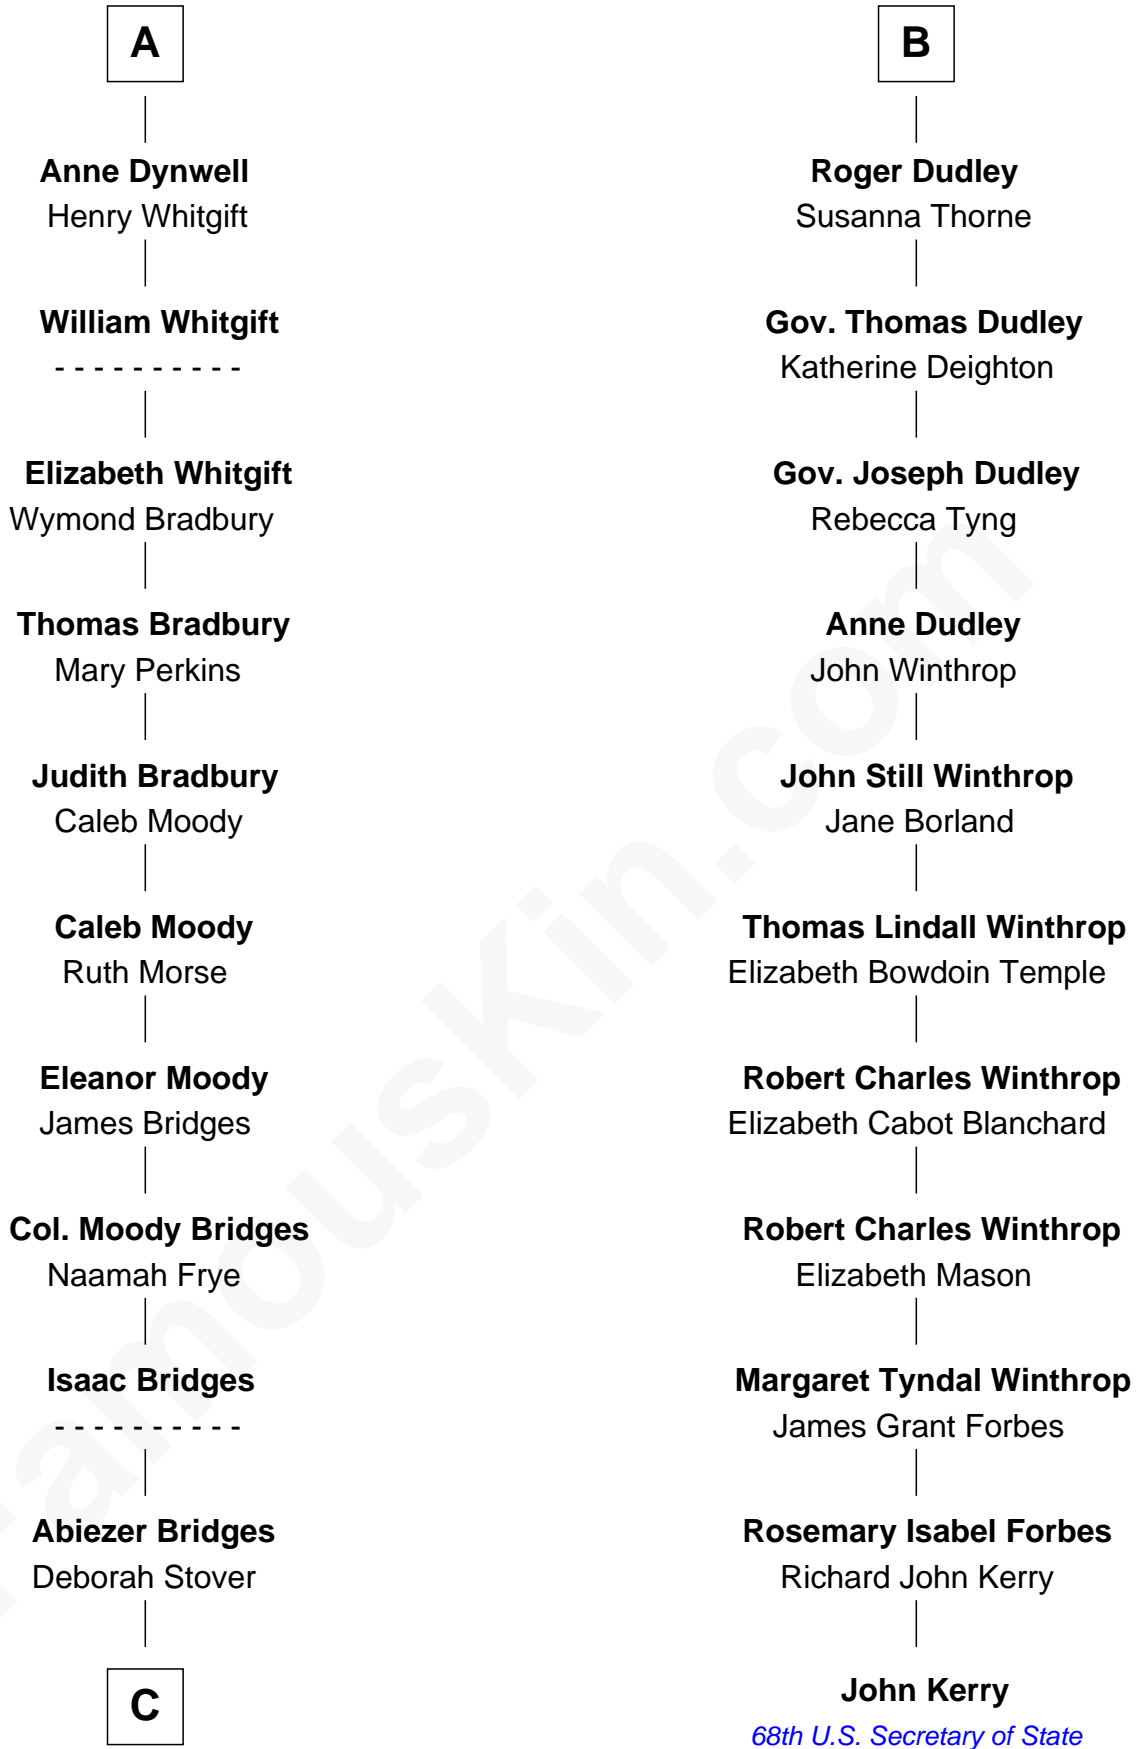 A
Anne Dynwell
Henry Whitgift
William Whitgift
- - - - - - - - - -
Elizabeth Whitgift
Wymond Bradbury
Thomas Bradbury
Mary Perkins
Judith Bradbury
Caleb Moody
Caleb Moody
Ruth Morse
Eleanor Moody
James Bridges
Col. Moody Bridges
Naamah Frye
Isaac Bridges
- - - - - - - - - -
Abiezer Bridges
Deborah Stover
C
B
Roger Dudley
Susanna Thorne
Gov. Thomas Dudley
Katherine Deighton
Gov. Joseph Dudley
Rebecca Tyng
Anne Dudley
John Winthrop
John Still Winthrop
Jane Borland
Thomas Lindall Winthrop
Elizabeth Bowdoin Temple
Robert Charles Winthrop
Elizabeth Cabot Blanchard
Robert Charles Winthrop
Elizabeth Mason
Margaret Tyndal Winthrop
James Grant Forbes
Rosemary Isabel Forbes
Richard John Kerry
John Kerry
68th U.S. Secretary of State
FamousKin.com